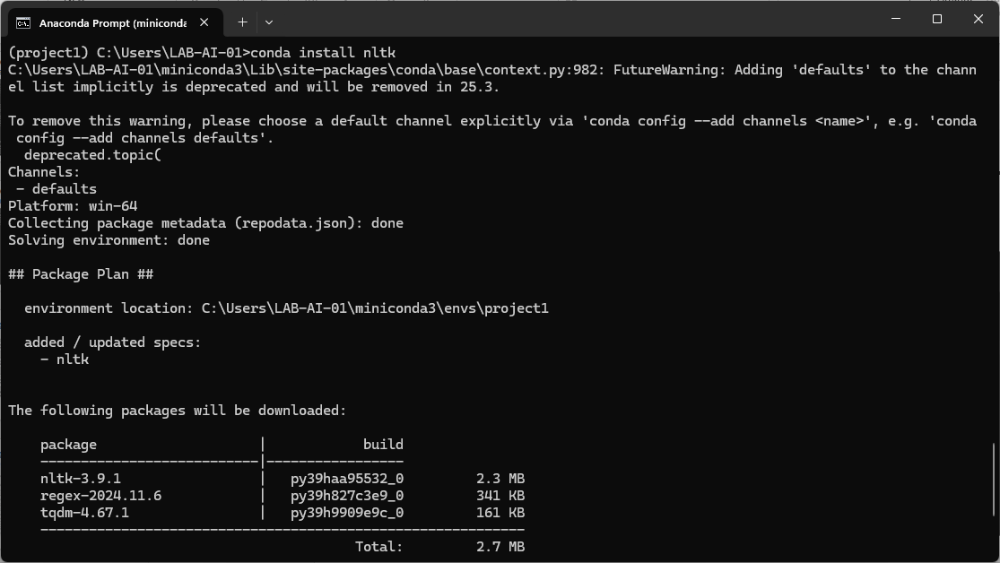 Anaconda Prompt (miniconda
(project1) C:\Users\LAB-AI-01>conda install nltk
C:\Users\LAB-AI-01\miniconda3\Lib\site-packages\conda\base\context.py:982: FutureWarning: Adding 'defaults' to the chann
el list implicitly is deprecated and will be removed in 25.3.
To remove this warning, please choose a default channel explicitly via 'conda config --add channels <name>', e.g. 'conda
 config --add channels defaults'.
  deprecated.topic(
Channels:
 - defaults
Platform: win-64
Collecting package metadata (repodata.json): done
Solving environment: done
## Package Plan ##
  environment location: C:\Users\LAB-AI-01\miniconda3\envs\project1
  added / updated specs:
    - nltk
The following packages will be downloaded:
    package                    |            build
    ---------------------------|-----------------
    nltk-3.9.1                 |   py39haa95532_0         2.3 MB
    regex-2024.11.6            |   py39h827c3e9_0         341 KB
    tqdm-4.67.1                |   py39h9909e9c_0         161 KB
    ------------------------------------------------------------
                                           Total:         2.7 MB